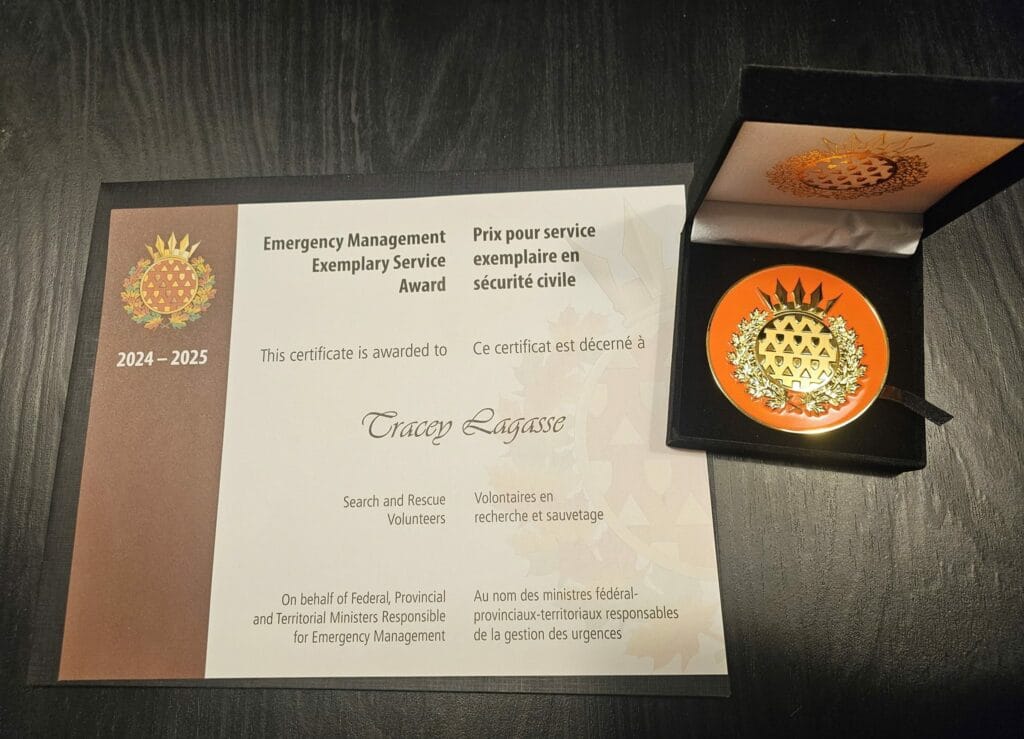 2024 – 2025
Emergency Management
Exemplary Service
Award
Prix pour service
exemplaire en
sécurité civile
This certificate is awarded to
Ce certificat est décerné à
Tracey Lagasse
Search and Rescue
Volunteers
Volontaires en
recherche et sauvetage
On behalf of Federal, Provincial
and Territorial Ministers Responsible
for Emergency Management
Au nom des ministres fédéral-
provinciaux-territoriaux responsables
de la gestion des urgences